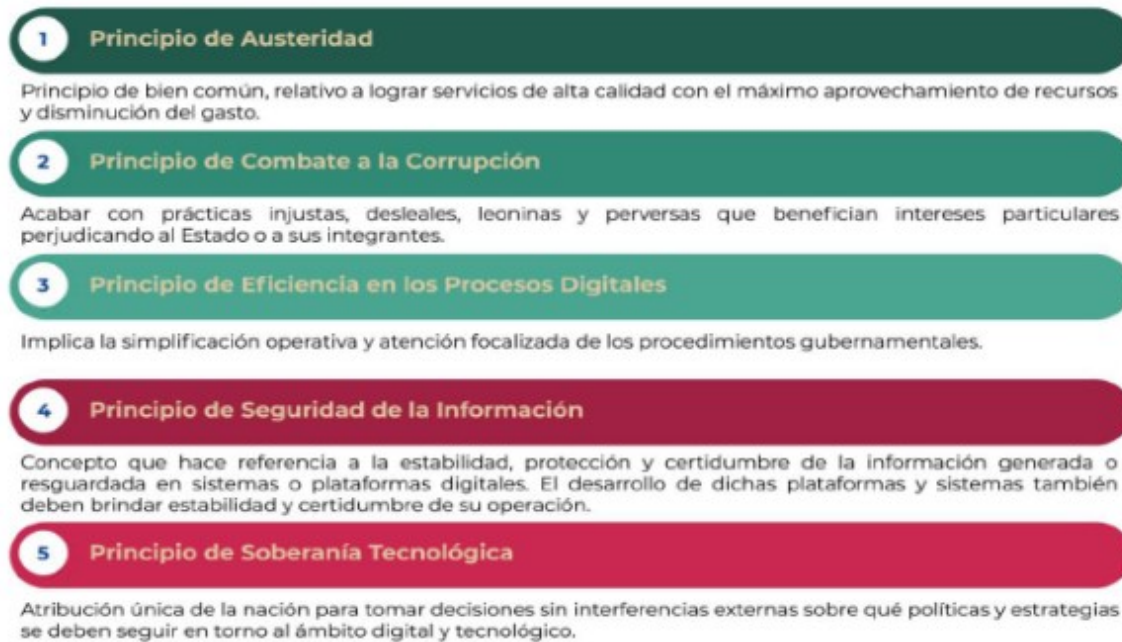 1 Principio de Austeridad
Principio de bien común, relativo a lograr servicios de alta calidad con el máximo aprovechamiento de recursos
y disminución del gasto.
2 Principio de Combate a la Corrupción
Acabar con prácticas injustas, desleales, leoninas y perversas que benefician intereses particulares
perjudicando al Estado o a sus integrantes.
3 Principio de Eficiencia en los Procesos Digitales
Implica la simplificación operativa y atención focalizada de los procedimientos gubernamentales.
4 Principio de Seguridad de la Información
Concepto que hace referencia a la estabilidad, protección y certidumbre de la información generada o
resguardada en sistemas o plataformas digitales. El desarrollo de dichas plataformas y sistemas también
deben brindar estabilidad y certidumbre de su operación.
5 Principio de Soberanía Tecnológica
Atribución única de la nación para tomar decisiones sin interferencias externas sobre qué políticas y estrategias
se deben seguir en torno al ámbito digital y tecnológico.